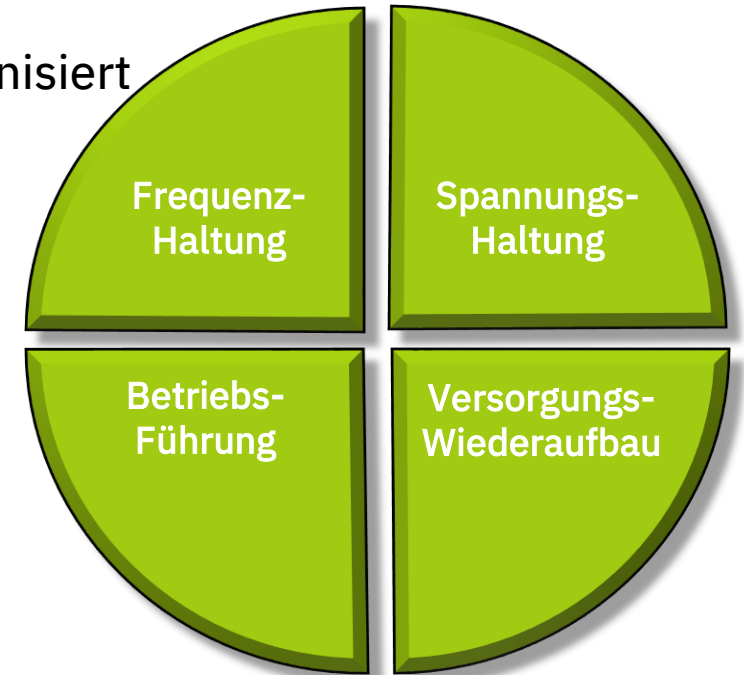 nisiert
Frequenz-
Haltung
Spannungs-
Haltung
Betriebs-
Führung
Versorgungs-
Wiederaufbau